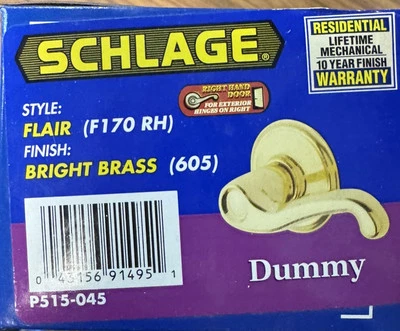 SCHLAGE®
RESIDENTIAL
LIFETIME
MECHANICAL
10 YEAR FINISH
WARRANTY
RIGHT HAND
DOOR
FOR EXTERIOR
HINGES ON RIGHT
STYLE:
FLAIR (F170 RH)
FINISH:
BRIGHT BRASS (605)
0 43156 91495 1
P515-045
Dummy